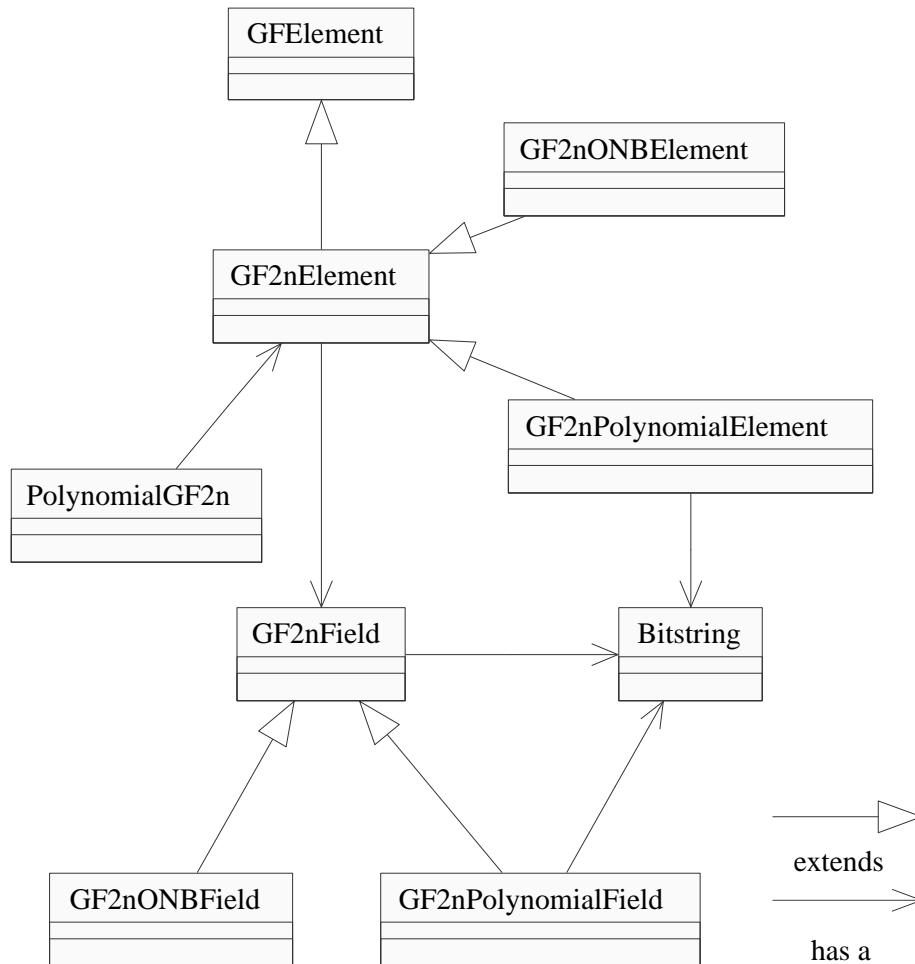 GFElement
GF2nONBElement
GF2nElement
GF2nPolynomialElement
PolynomialGF2n
GF2nField
Bitstring
extends
GF2nONBField
GF2nPolynomialField
has a